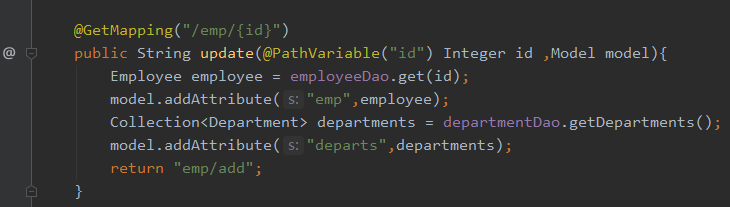 @GetMapping("/emp/{id}")
@ public String update(@PathVariable("id") Integer id ,Model model){
Employee employee = employeeDao.get(id);
model.addAttribute( s: "emp",employee);
Collection<Department> departments = departmentDao.getDepartments();
model.addAttribute( s: "departs",departments);
return "emp/add";
}